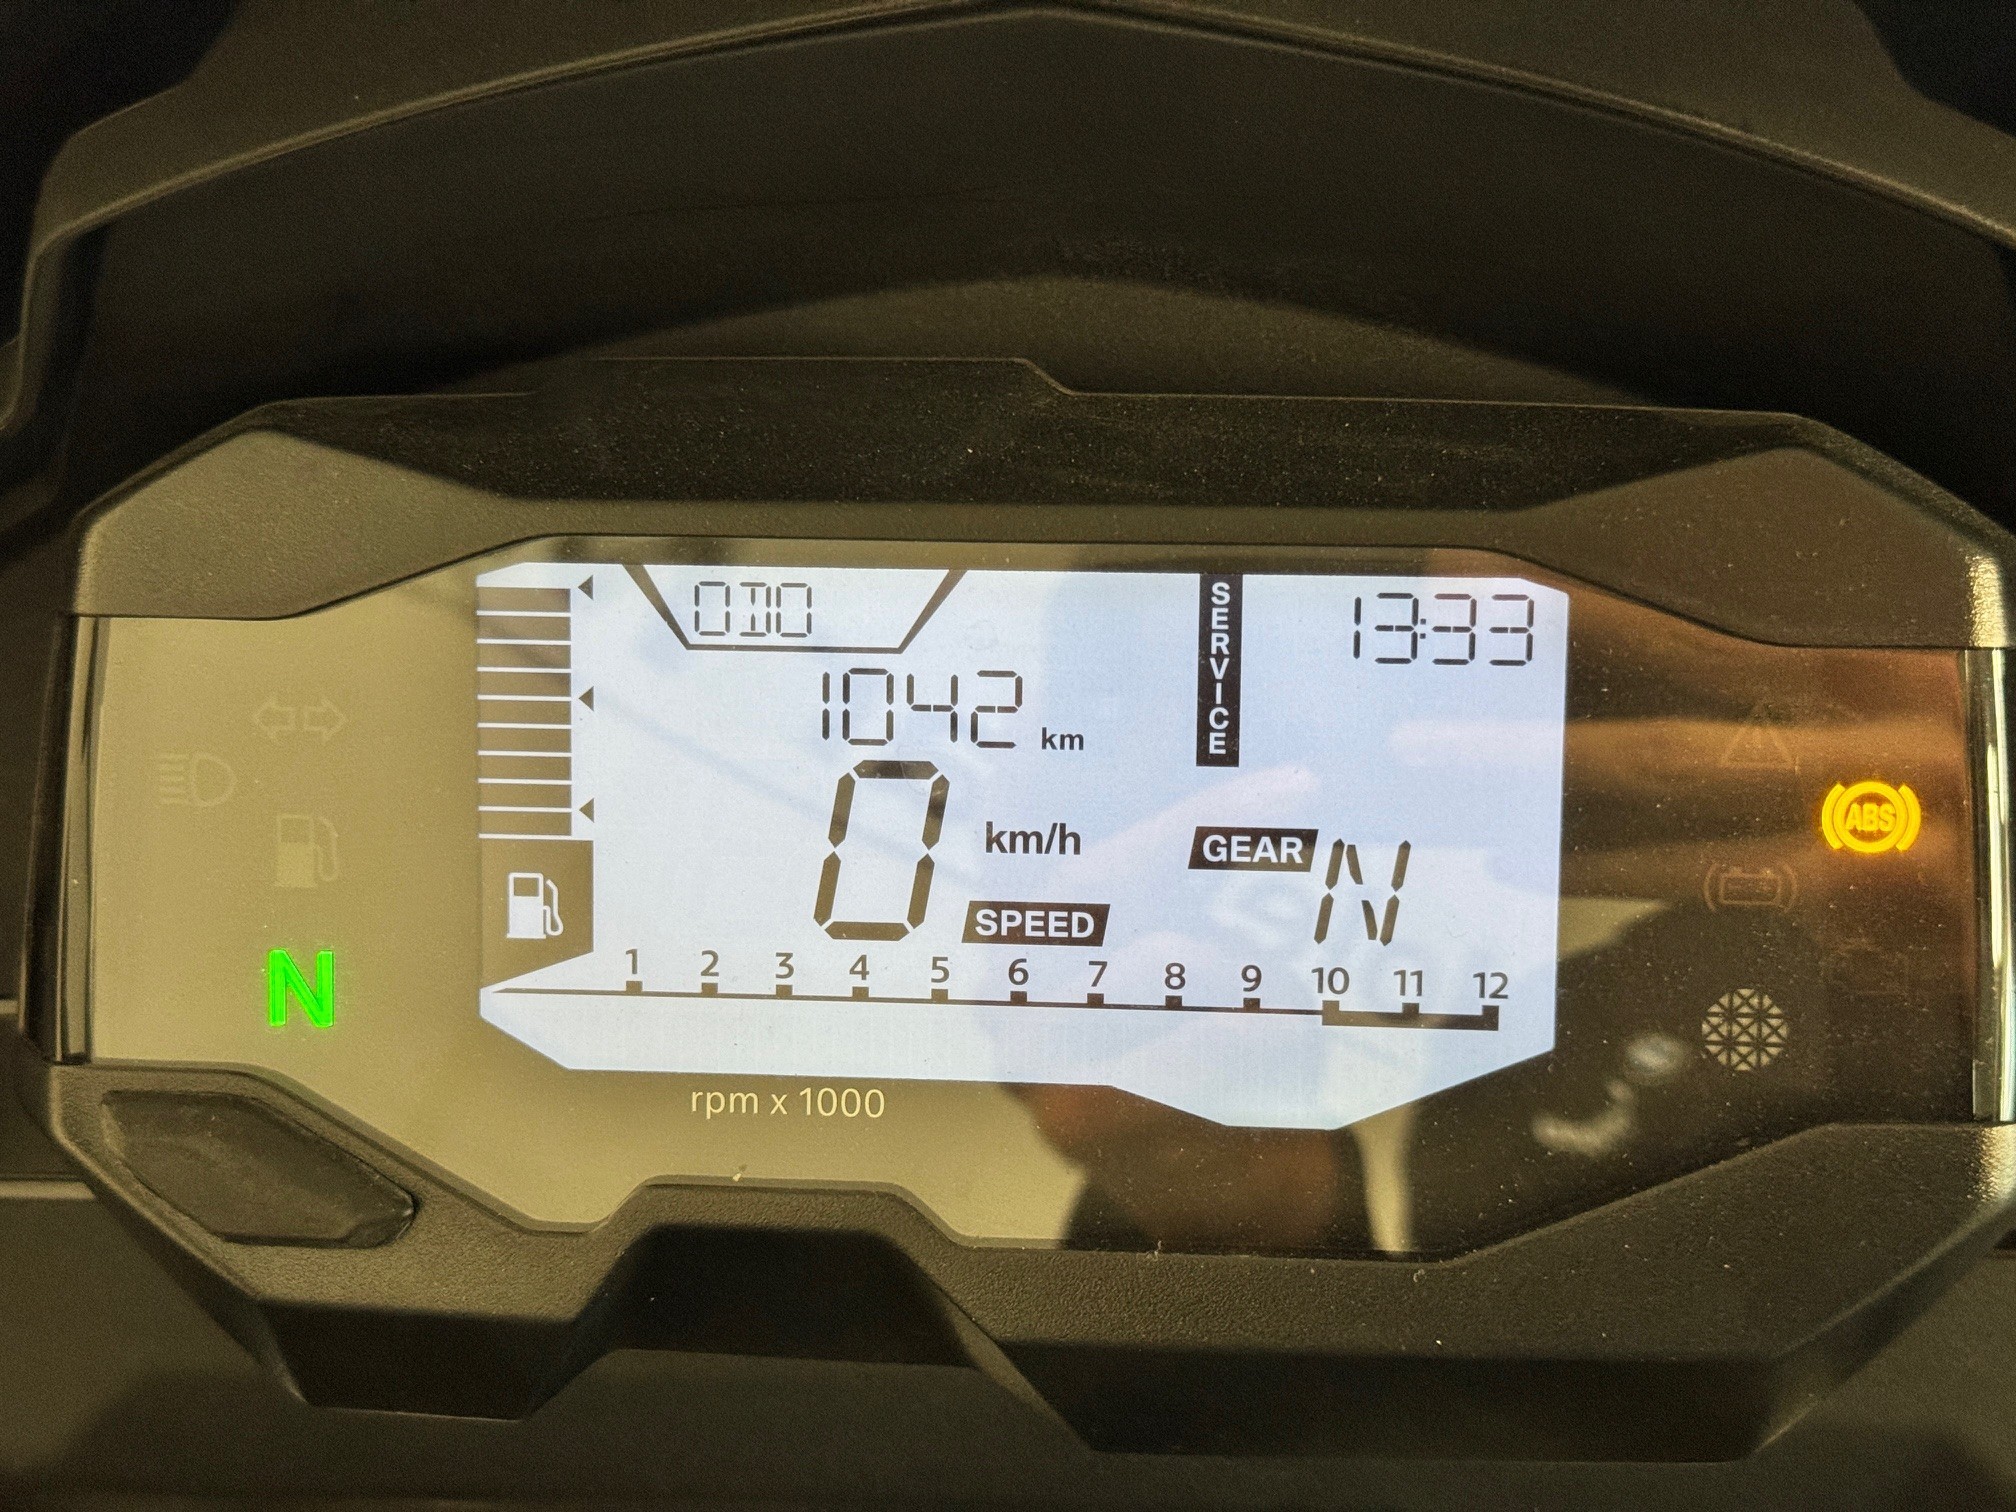 ODO
SERVICE
13:33
1042 km
0 km/h
SPEED
GEAR N
ABS
N
1 2 3 4 5 6 7 8 9 10 11 12
rpm x 1000